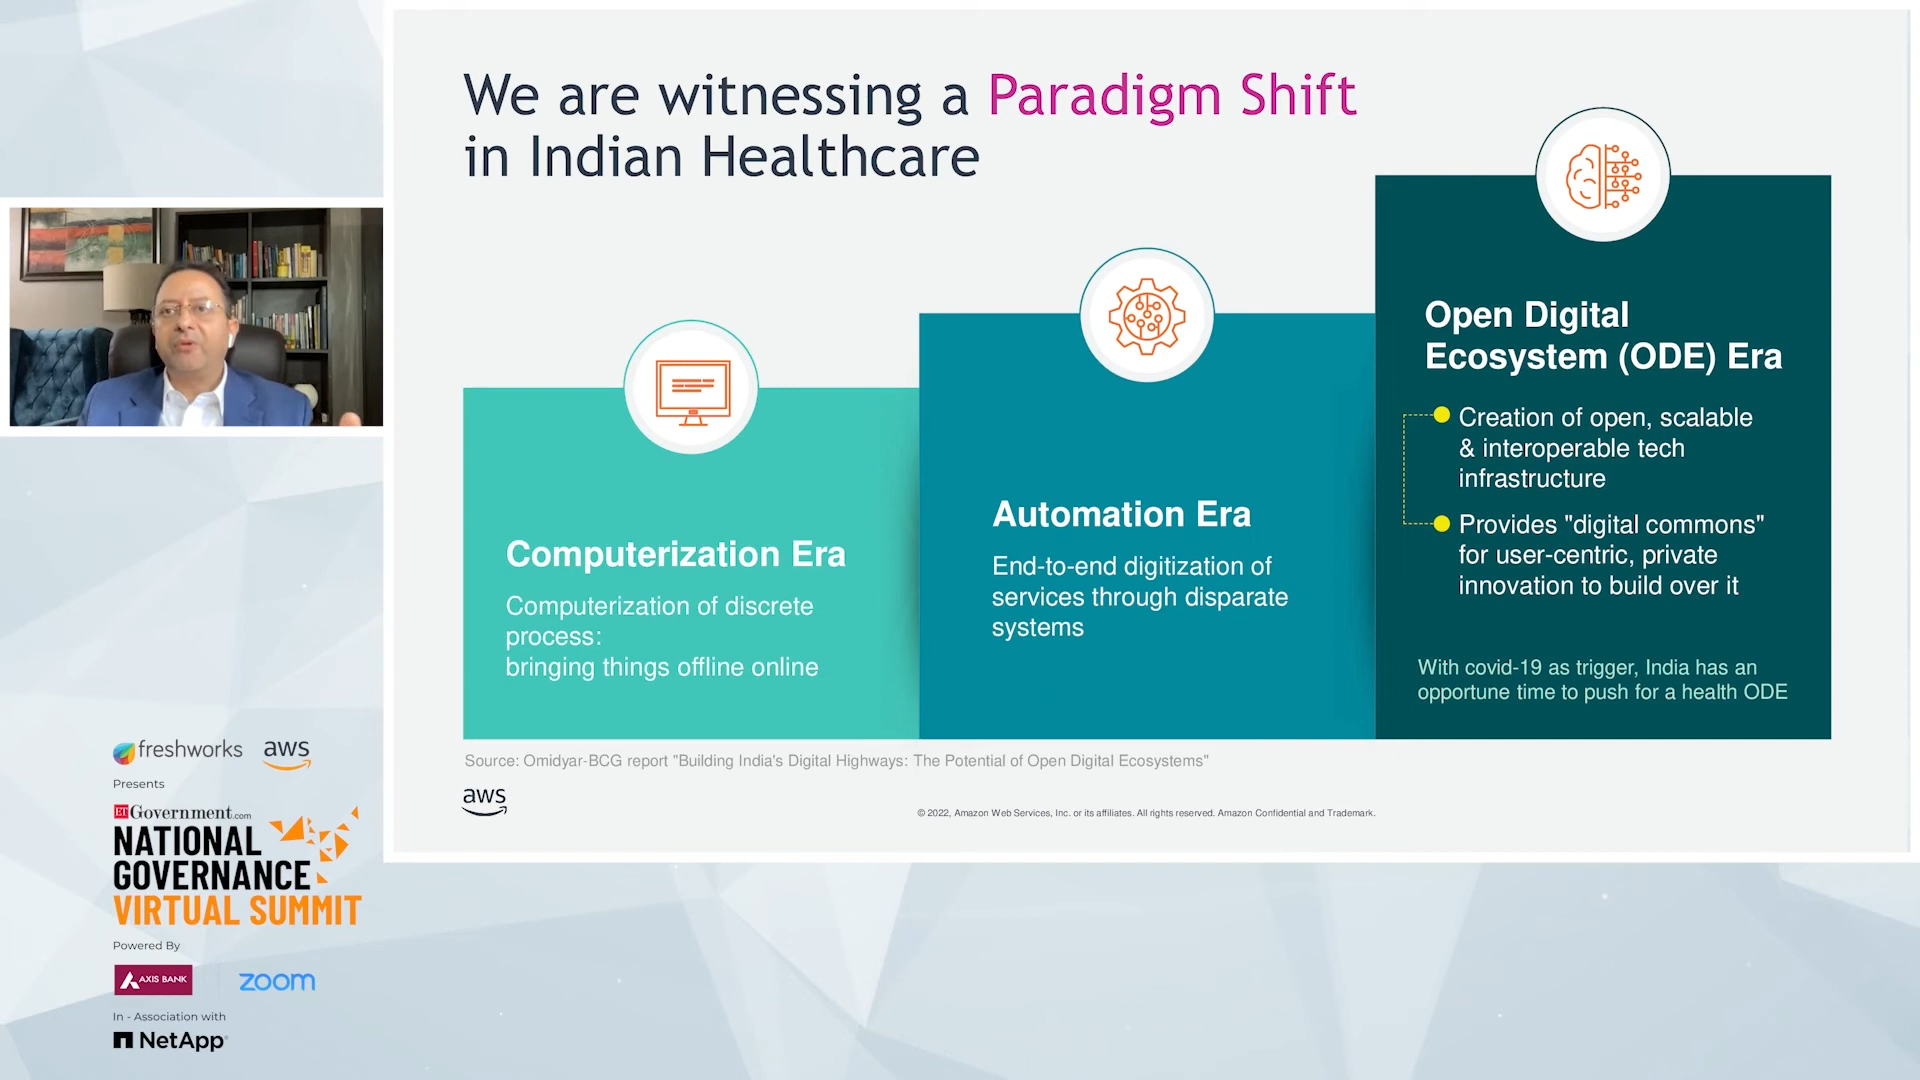 We are witnessing a Paradigm Shift
in Indian Healthcare
Computerization Era
Computerization of discrete
process:
bringing things offline online
Automation Era
End-to-end digitization of
services through disparate
systems
Open Digital
Ecosystem (ODE) Era
Creation of open, scalable
& interoperable tech
infrastructure
Provides "digital commons"
for user-centric, private
innovation to build over it
With covid-19 as trigger, India has an
opportune time to push for a health ODE
Source: Omidyar-BCG report "Building India's Digital Highways: The Potential of Open Digital Ecosystems"
aws
© 2022, Amazon Web Services, Inc. or its affiliates. All rights reserved. Amazon Confidential and Trademark.
freshworks aws
Presents
ET Government.com
NATIONAL
GOVERNANCE
VIRTUAL SUMMIT
Powered By
AXIS BANK zoom
In - Association with
NetApp